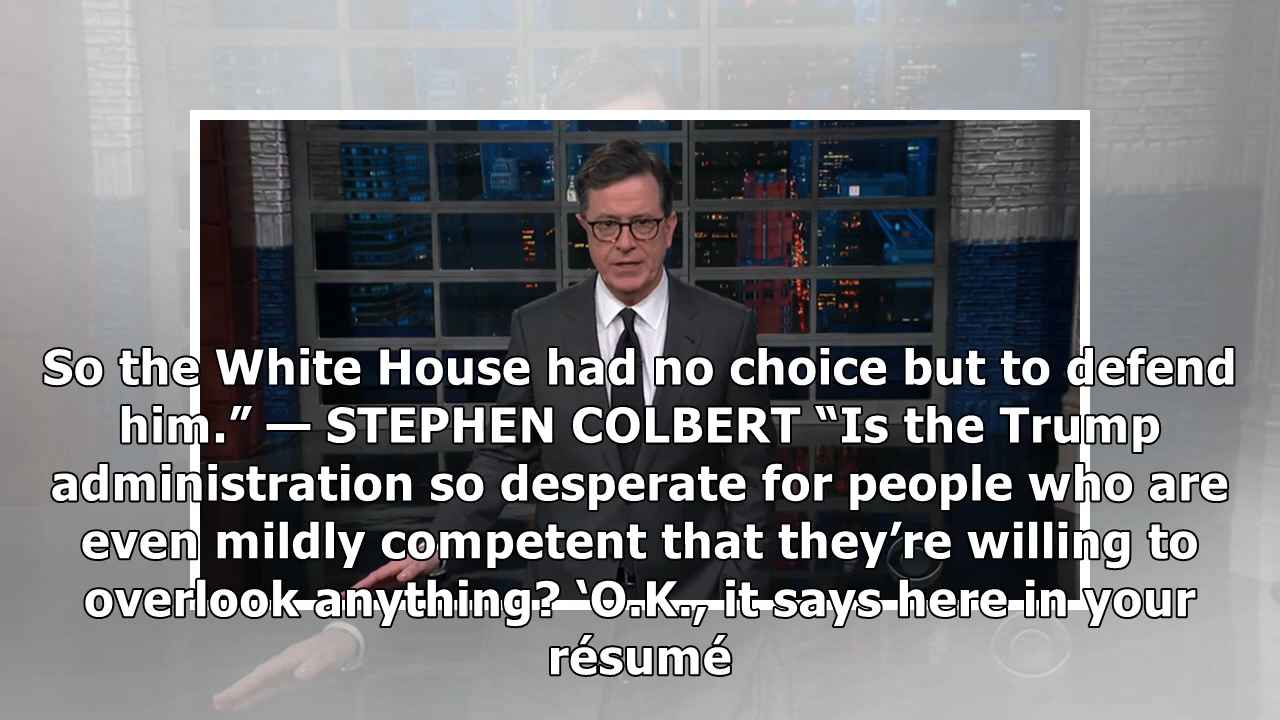 So the White House had no choice but to defend
him.” — STEPHEN COLBERT “Is the Trump
administration so desperate for people who are
even mildly competent that they’re willing to
overlook anything? ‘O.K., it says here in your
résumé